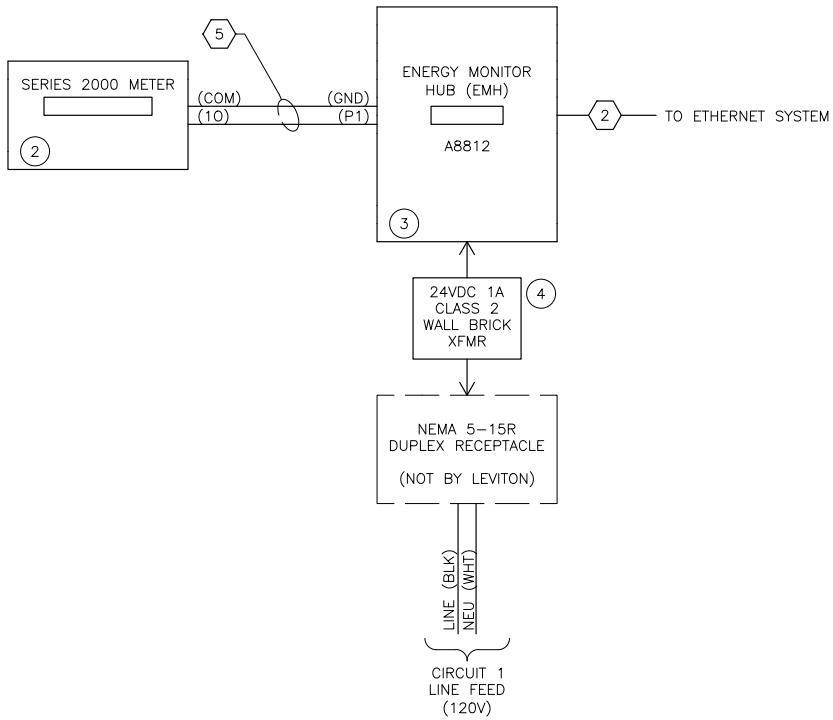 5
SERIES 2000 METER
(COM)
(10)
(GND)
(P1)
2
ENERGY MONITOR
HUB (EMH)
A8812
3
2
TO ETHERNET SYSTEM
24VDC 1A
CLASS 2
WALL BRICK
XFMR
4
NEMA 5-15R
DUPLEX RECEPTACLE
(NOT BY LEVITON)
LINE (BLK)
NEU (WHT)
CIRCUIT 1
LINE FEED
(120V)